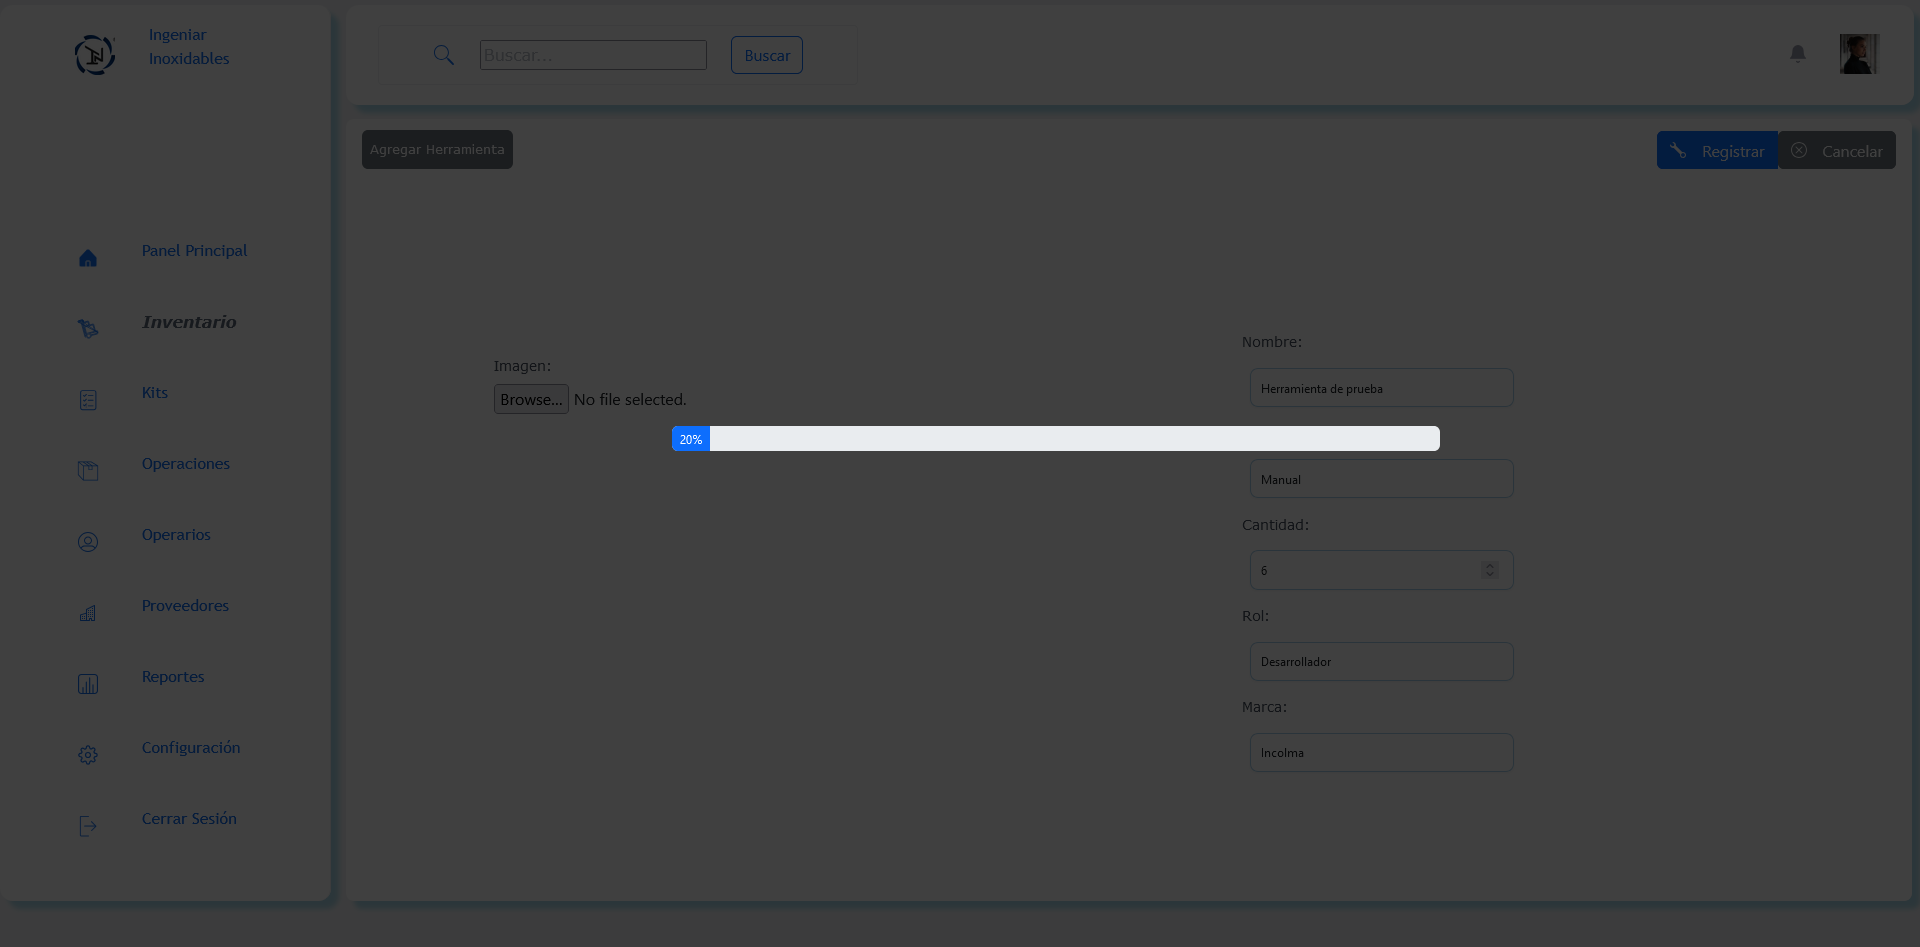 Ingeniar
Inoxidables
Buscar...
Buscar
Agregar Herramienta
Registrar
Cancelar
Panel Principal
Inventario
Kits
Operaciones
Operarios
Proveedores
Reportes
Configuración
Cerrar Sesión
Imagen:
Browse... No file selected.
20%
Nombre:
Herramienta de prueba
Manual
Cantidad:
6
Rol:
Desarrollador
Marca:
Incolma